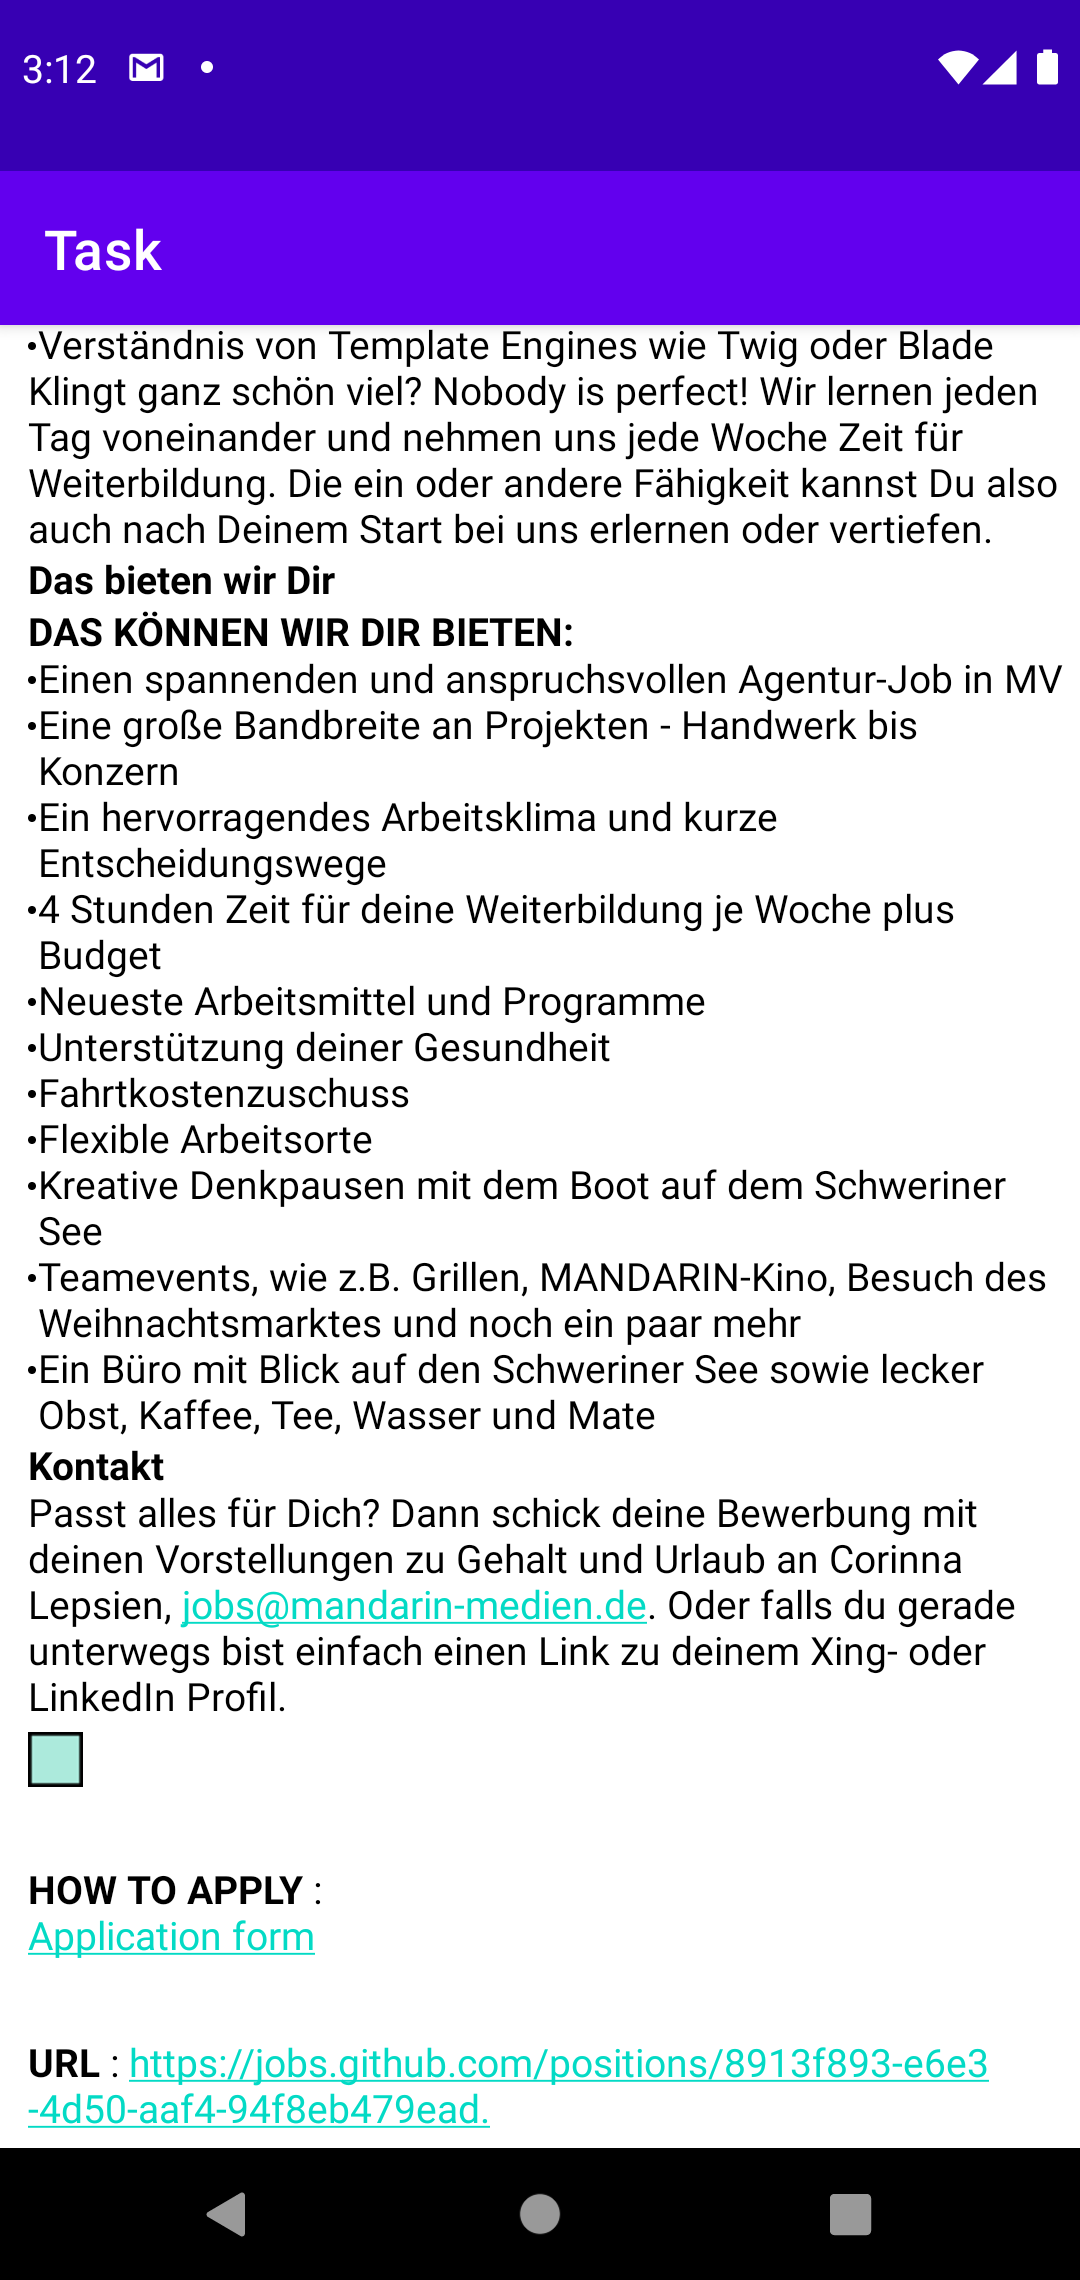 3:12
Task
•Verständnis von Template Engines wie Twig oder Blade
Klingt ganz schön viel? Nobody is perfect! Wir lernen jeden
Tag voneinander und nehmen uns jede Woche Zeit für
Weiterbildung. Die ein oder andere Fähigkeit kannst Du also
auch nach Deinem Start bei uns erlernen oder vertiefen.
Das bieten wir Dir
DAS KÖNNEN WIR DIR BIETEN:
•Einen spannenden und anspruchsvollen Agentur-Job in MV
•Eine große Bandbreite an Projekten - Handwerk bis
Konzern
•Ein hervorragendes Arbeitsklima und kurze
Entscheidungswege
•4 Stunden Zeit für deine Weiterbildung je Woche plus
Budget
•Neueste Arbeitsmittel und Programme
•Unterstützung deiner Gesundheit
•Fahrtkostenzuschuss
•Flexible Arbeitsorte
•Kreative Denkpausen mit dem Boot auf dem Schweriner
See
•Teamevents, wie z.B. Grillen, MANDARIN-Kino, Besuch des
Weihnachtsmarktes und noch ein paar mehr
•Ein Büro mit Blick auf den Schweriner See sowie lecker
Obst, Kaffee, Tee, Wasser und Mate
Kontakt
Passt alles für Dich? Dann schick deine Bewerbung mit
deinen Vorstellungen zu Gehalt und Urlaub an Corinna
Lepsien, jobs@mandarin-medien.de. Oder falls du gerade
unterwegs bist einfach einen Link zu deinem Xing- oder
LinkedIn Profil.
HOW TO APPLY :
Application form
URL : https://jobs.github.com/positions/8913f893-e6e3
-4d50-aaf4-94f8eb479ead.